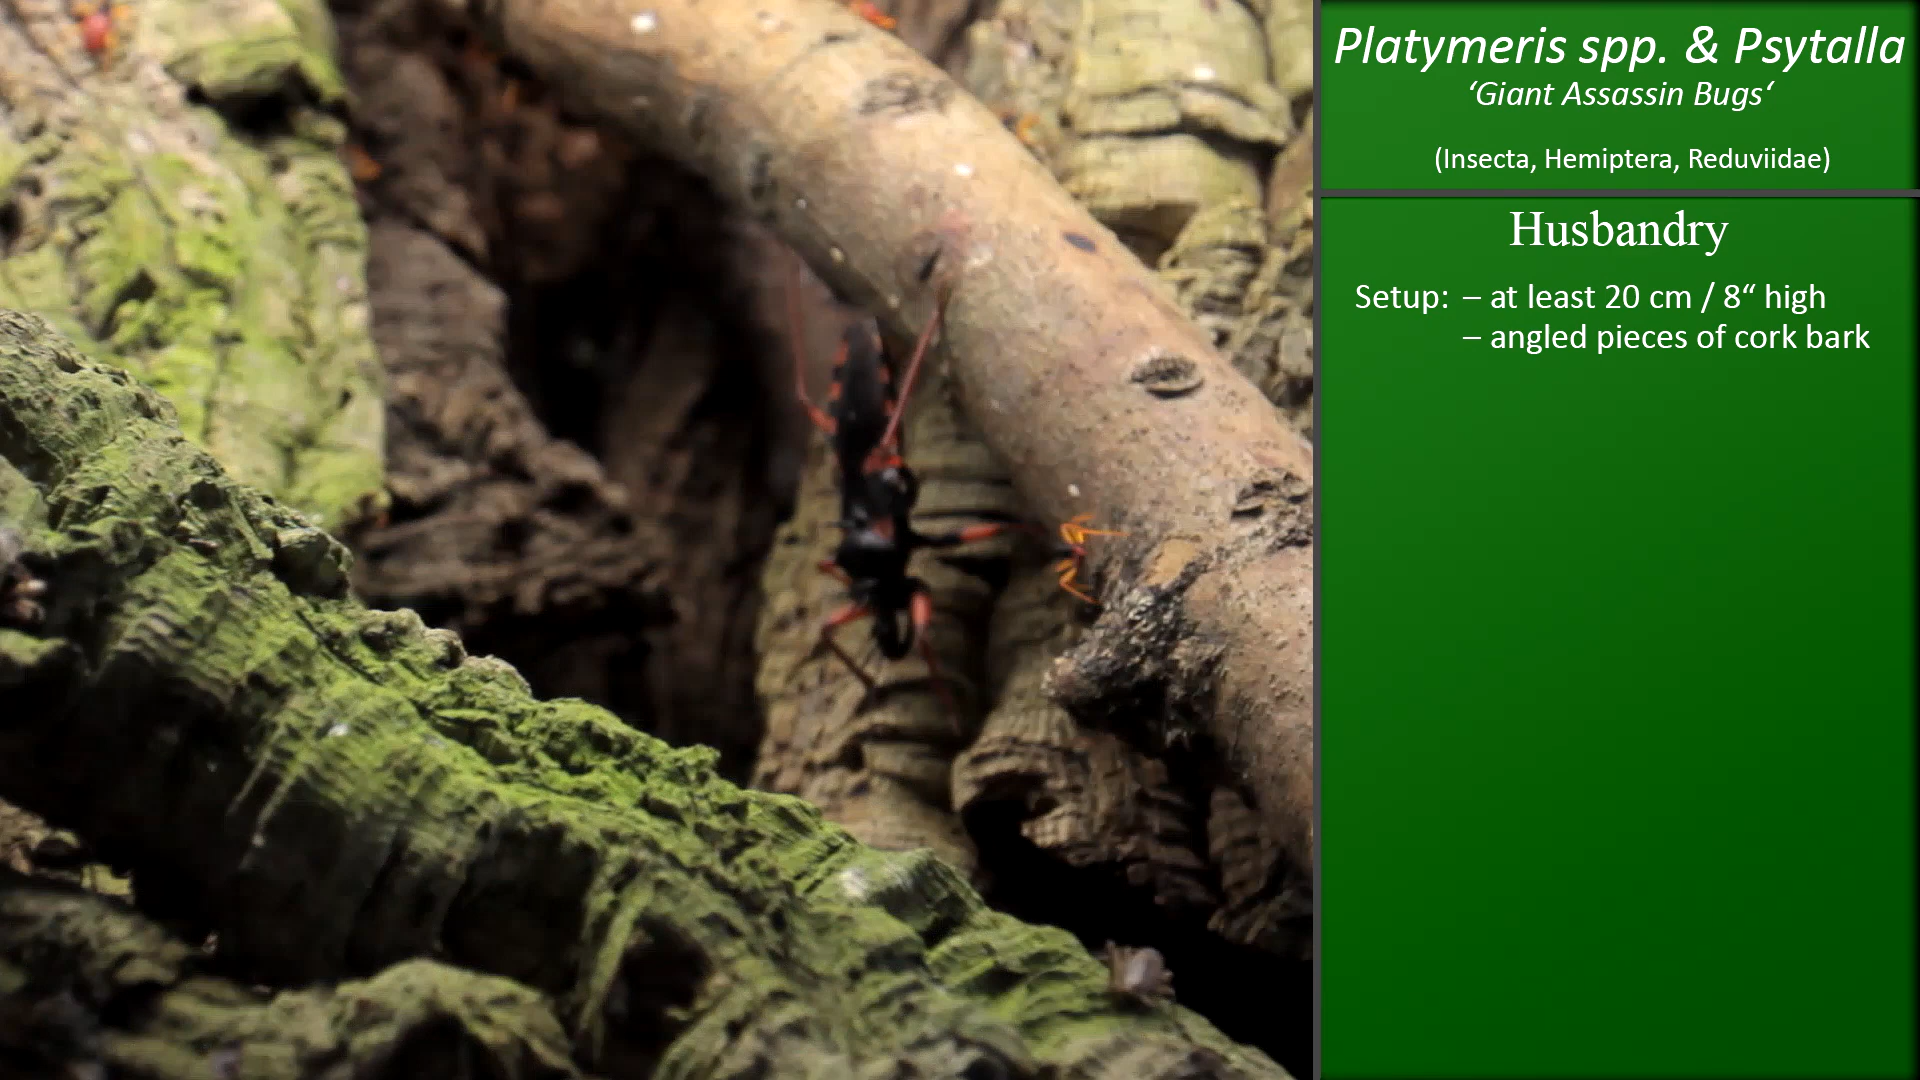 Platymeris spp. & Psytalla
‘Giant Assassin Bugs‘
(Insecta, Hemiptera, Reduviidae)
Husbandry
Setup: – at least 20 cm / 8“ high
– angled pieces of cork bark